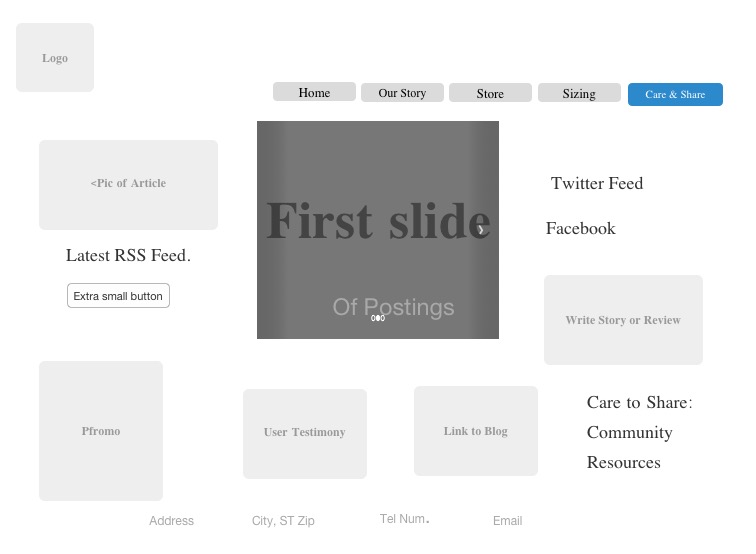 Logo
Home
Our Story
Store
Sizing
Care & Share
<Pic of Article
Latest RSS Feed.
Extra small button
First slide
Of Postings
Twitter Feed
Facebook
Write Story or Review
Pfromo
User Testimony
Link to Blog
Care to Share:
Community
Resources
Address
City, ST Zip
Tel Num.
Email